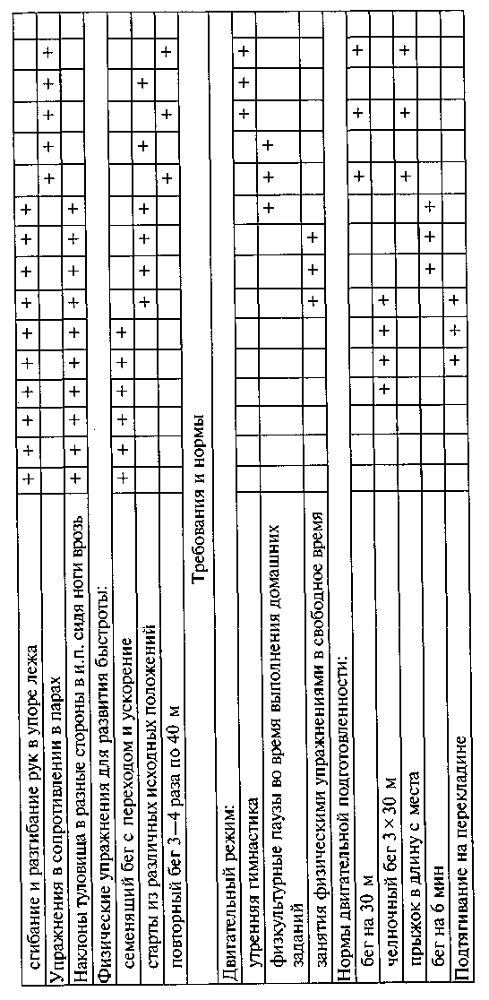 сгибание и разгибание рук в упоре лежа + + + + + + + + + +
Упражнения в сопротивлении в парах + + + + +
Наклоны туловища в разные стороны в и.п. сидя ноги врозь + + + + + + + + + +
Физические упражнения для развития быстроты:
семенящий бег с переходом и ускорение + + + + + +
старты из различных исходных положений + + + + + +
повторный бег 3—4 раза по 40 м + + +
Требования и нормы
Двигательный режим:
утренняя гимнастика + + +
физкультурные паузы во время выполнения домашних
заданий + + +
занятия физическими упражнениями в свободное время + + +
Нормы двигательной подготовленности:
бег на 30 м + + +
челночный бег 3 × 30 м + + + +
прыжок в длину с места + + +
бег на 6 мин + + +
Подтягивание на перекладине + + +